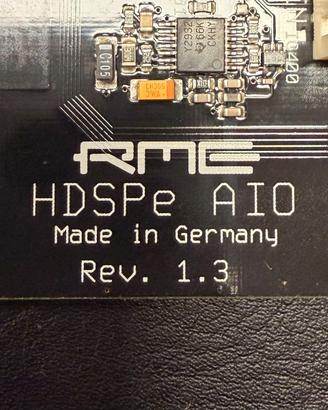 RME
HDSPe AIO
Made in Germany
Rev. 1.3